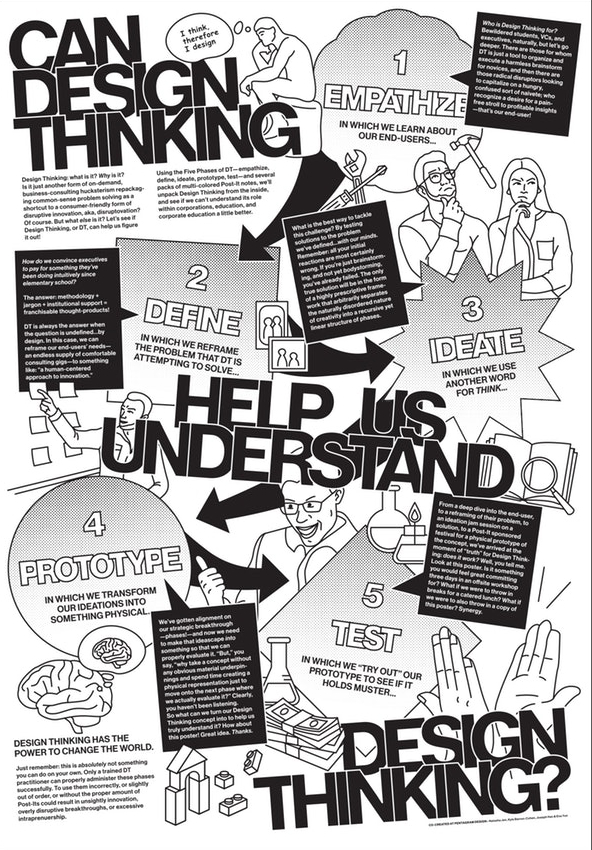 CAN
DESIGN
THINKING
I think,
therefore
I design
Design Thinking: what is it? Why is it?
Is it just another form of on-demand,
business-consulting hucksterism repackag-
ing common-sense problem solving as a
shortcut to a consumer-friendly form of
disruptive innovation, aka, disruptovation?
Of course. But what else is it? Let's see if
Design Thinking, or DT, can help us figure
it out!
Using the Five Phases of DT—empathize,
define, ideate, prototype, test—and several
packs of multi-colored Post-It notes, we'll
unpack Design Thinking from the inside,
and see if we can't understand its role
within corporations, education, and
corporate education a little better.
1
EMPATHIZE
IN WHICH WE LEARN ABOUT
OUR END-USERS...
Who is Design Thinking for?
Bewildered students, VCs, and
executives, naturally, but let's go
deeper. There are those for whom
DT is just a tool to organize and
execute a harmless brainstorm
for novices, and then there are
those radical disruptors looking
to capitalize on a hungry,
confused sort of naivete; who
recognize a desire for a pain-
free stroll to profitable insights
—that's our end-user!
2
DEFINE
IN WHICH WE REFRAME
THE PROBLEM THAT DT IS
ATTEMPTING TO SOLVE...
How do we convince executives
to pay for something they've
been doing intuitively since
elementary school?
The answer: methodology +
jargon + institutional support =
franchisable thought-products!
DT is always the answer when
the question is undefined...by
design. In this case, we can
reframe our end-users' needs—
an endless supply of comfortable
consulting gigs—to something
like: "a human-centered
approach to innovation."
What is the best way to tackle
this challenge? By testing
solutions to the problem
we've defined...with our minds.
Remember: all your initial
reactions are most certainly
wrong. If you're just brainstorm-
ing, and not yet bodystorming,
you've already failed. The only
true solution will be in the form
of a highly prescriptive frame-
work that arbitrarily separates
the naturally disordered nature
of creativity into a recursive yet
linear structure of phases.
3
IDEATE
IN WHICH WE USE
ANOTHER WORD
FOR THINK...
HELP US
UNDERSTAND
4
PROTOTYPE
IN WHICH WE TRANSFORM
OUR IDEATIONS INTO
SOMETHING PHYSICAL...
We've gotten alignment on
our strategic breakthrough
—phases!—and now we need
to make that ideascape into
something so that we can
properly evaluate it. "But," you
say, "why take a concept without
any obvious material underpin-
nings and spend time creating a
physical representation just to
move onto the next phase where
we actually evaluate it?" Clearly,
you haven't been listening.
So what can we turn our Design
Thinking concept into to help us
truly understand it? How about
this poster! Great idea. Thanks.
5
TEST
IN WHICH WE "TRY OUT" OUR
PROTOTYPE TO SEE IF IT
HOLDS MUSTER...
From a deep dive into the end-user,
to a reframing of their problem, to
an ideation jam session on a
solution, to a Post-It sponsored
festival for a physical prototype of
the concept, we've arrived at the
moment of "truth" for Design Think-
ing: does it work? Well, you tell me.
Look at this poster. Is it something
you would feel great committing
three days in an offsite workshop
for? What if we were to throw in
breaks for a catered lunch? What if
we were to also throw in a copy of
this poster? Synergy.
DESIGN THINKING HAS THE
POWER TO CHANGE THE WORLD.
Just remember: this is absolutely not something
you can do on your own. Only a trained DT
practitioner can properly administer these phases
successfully. To use them incorrectly, or slightly
out of order, or without the proper amount of
Post-Its could result in unsightly innovation,
overly disruptive breakthroughs, or excessive
intraprenuership.
DESIGN
THINKING?
CO-CREATED BY PENTAGRAM DESIGN: